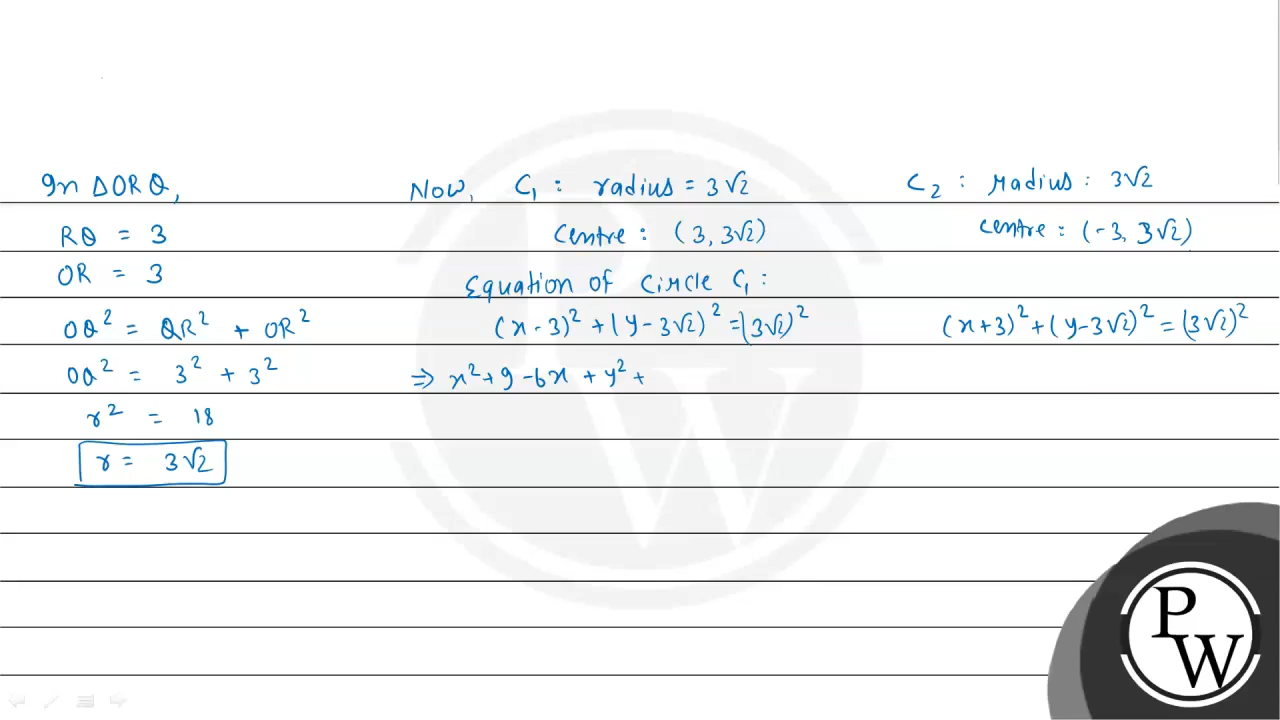 In ΔORQ,
RQ = 3
OR = 3
OQ² = QR² + OR²
OQ² = 3² + 3²
r² = 18
r = 3√2
Now, C₁ : radius = 3√2
Centre : (3, 3√2)
Equation of Circle C₁ :
(x - 3)² + (y - 3√2)² = (3√2)²
⇒ x² + 9 - 6x + y² +
C₂ : radius : 3√2
Centre : (-3, 3√2)
(x + 3)² + (y - 3√2)² = (3√2)²
P
W